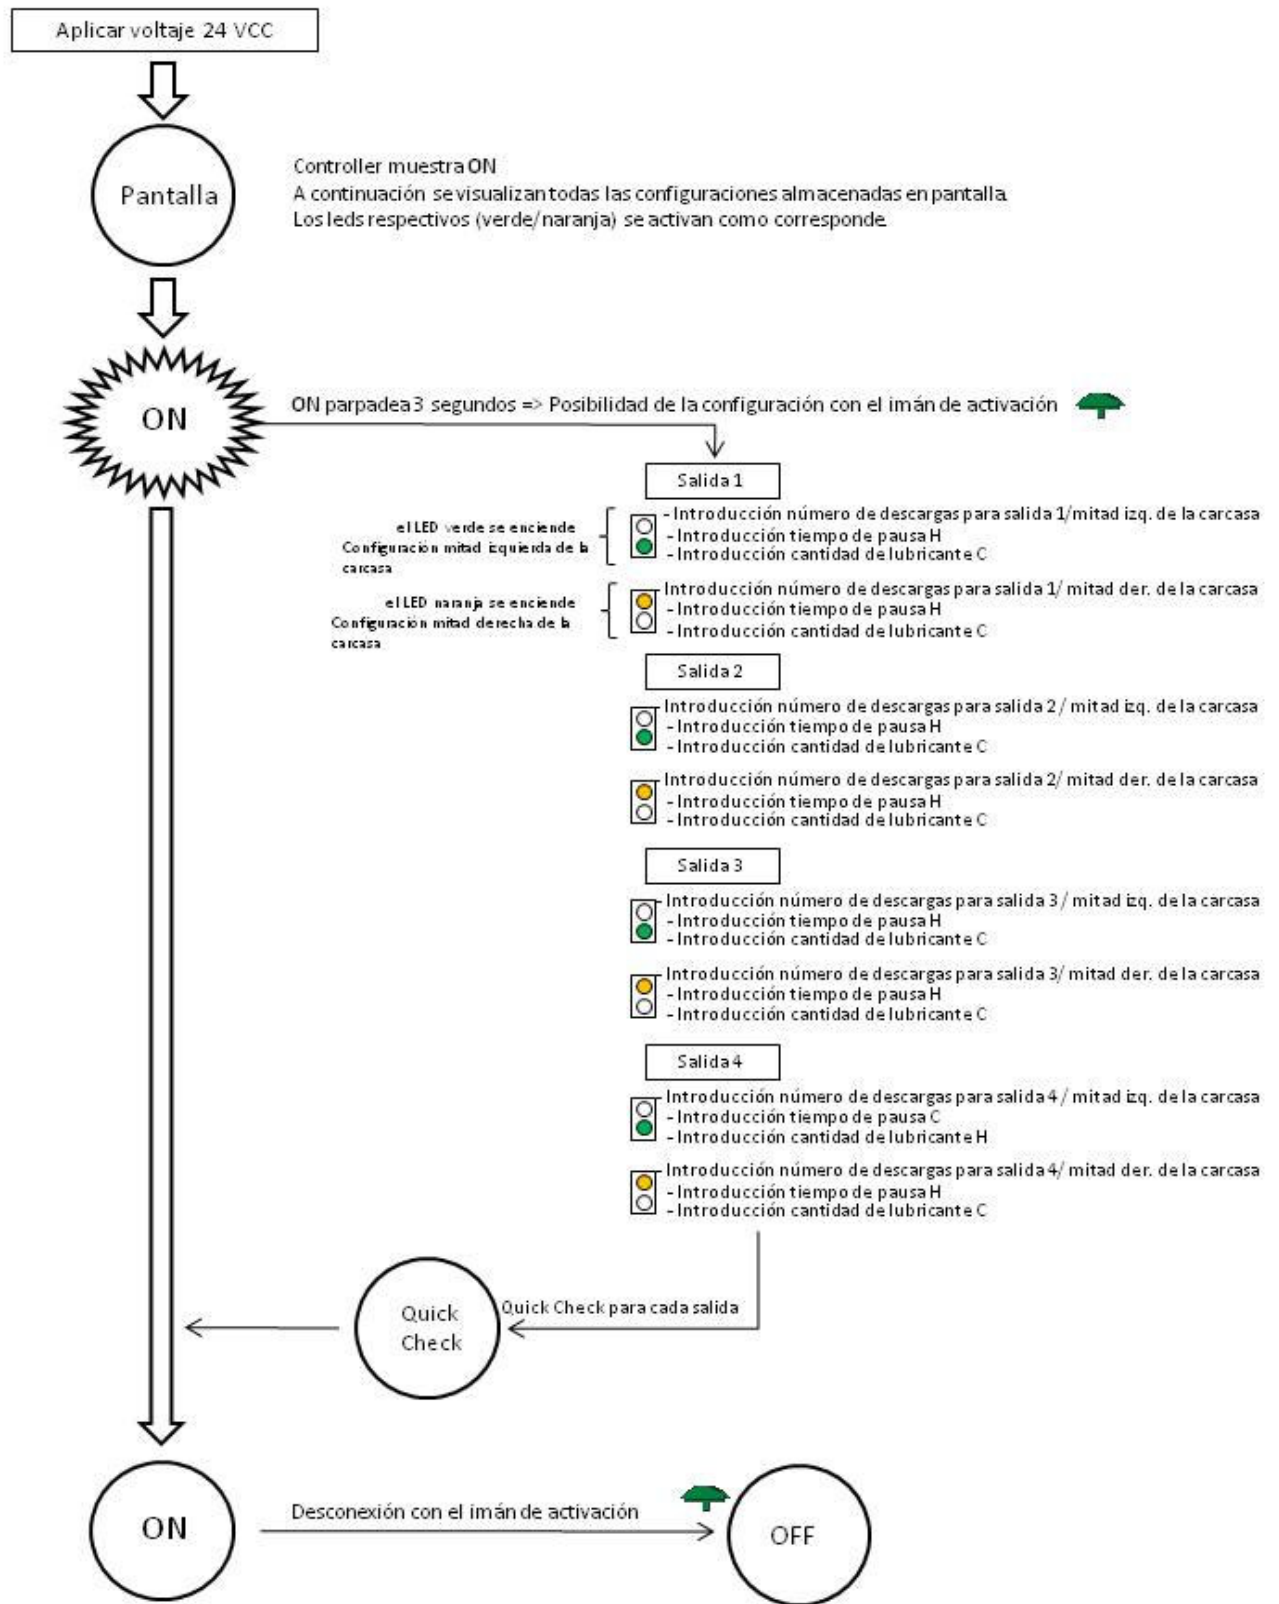 Aplicar voltaje 24 VCC
Pantalla
Controller muestra ON
A continuación se visualizan todas las configuraciones almacenadas en pantalla.
Los leds respectivos (verde/naranja) se activan como corresponde.
ON
ON parpadea 3 segundos => Posibilidad de la configuración con el imán de activación
Salida 1
el LED verde se enciende
Configuración mitad izquierda de la
carcasa
- Introducción número de descargas para salida 1/mitad izq. de la carcasa
- Introducción tiempo de pausa H
- Introducción cantidad de lubricante C
el LED naranja se enciende
Configuración mitad derecha de la
carcasa
- Introducción número de descargas para salida 1/ mitad der. de la carcasa
- Introducción tiempo de pausa H
- Introducción cantidad de lubricante C
Salida 2
- Introducción número de descargas para salida 2 / mitad izq. de la carcasa
- Introducción tiempo de pausa H
- Introducción cantidad de lubricante C
- Introducción número de descargas para salida 2/ mitad der. de la carcasa
- Introducción tiempo de pausa H
- Introducción cantidad de lubricante C
Salida 3
- Introducción número de descargas para salida 3 / mitad izq. de la carcasa
- Introducción tiempo de pausa H
- Introducción cantidad de lubricante C
- Introducción número de descargas para salida 3/ mitad der. de la carcasa
- Introducción tiempo de pausa H
- Introducción cantidad de lubricante C
Salida 4
- Introducción número de descargas para salida 4 / mitad izq. de la carcasa
- Introducción tiempo de pausa C
- Introducción cantidad de lubricante H
- Introducción número de descargas para salida 4/ mitad der. de la carcasa
- Introducción tiempo de pausa H
- Introducción cantidad de lubricante C
Quick
Check
Quick Check para cada salida
ON
Desconexión con el imán de activación
OFF